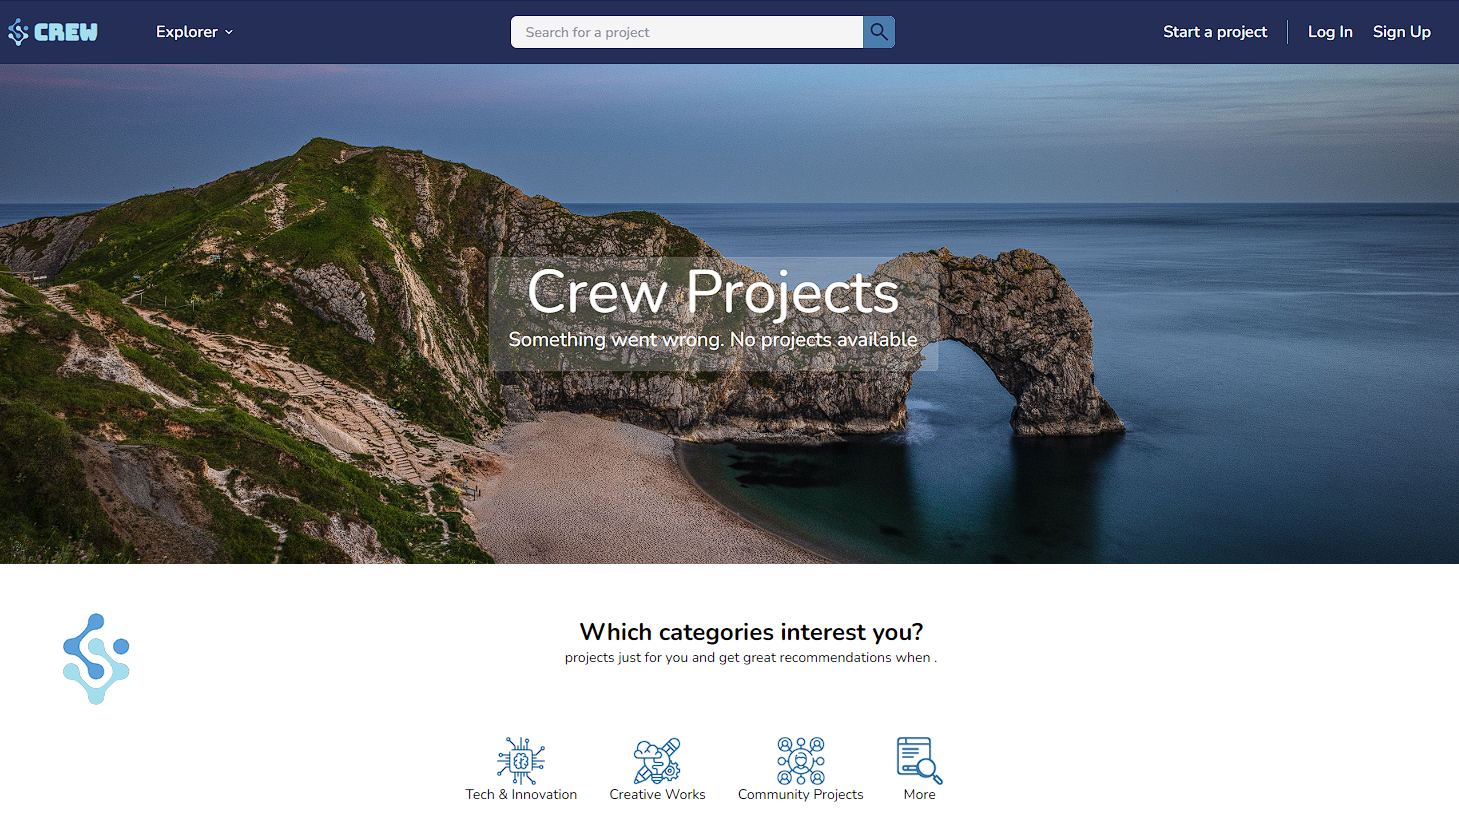 CREW
Explorer
Search for a project
Start a project
Log In
Sign Up
Crew Projects
Something went wrong. No projects available
Which categories interest you?
projects just for you and get great recommendations when .
Tech & Innovation
Creative Works
Community Projects
More